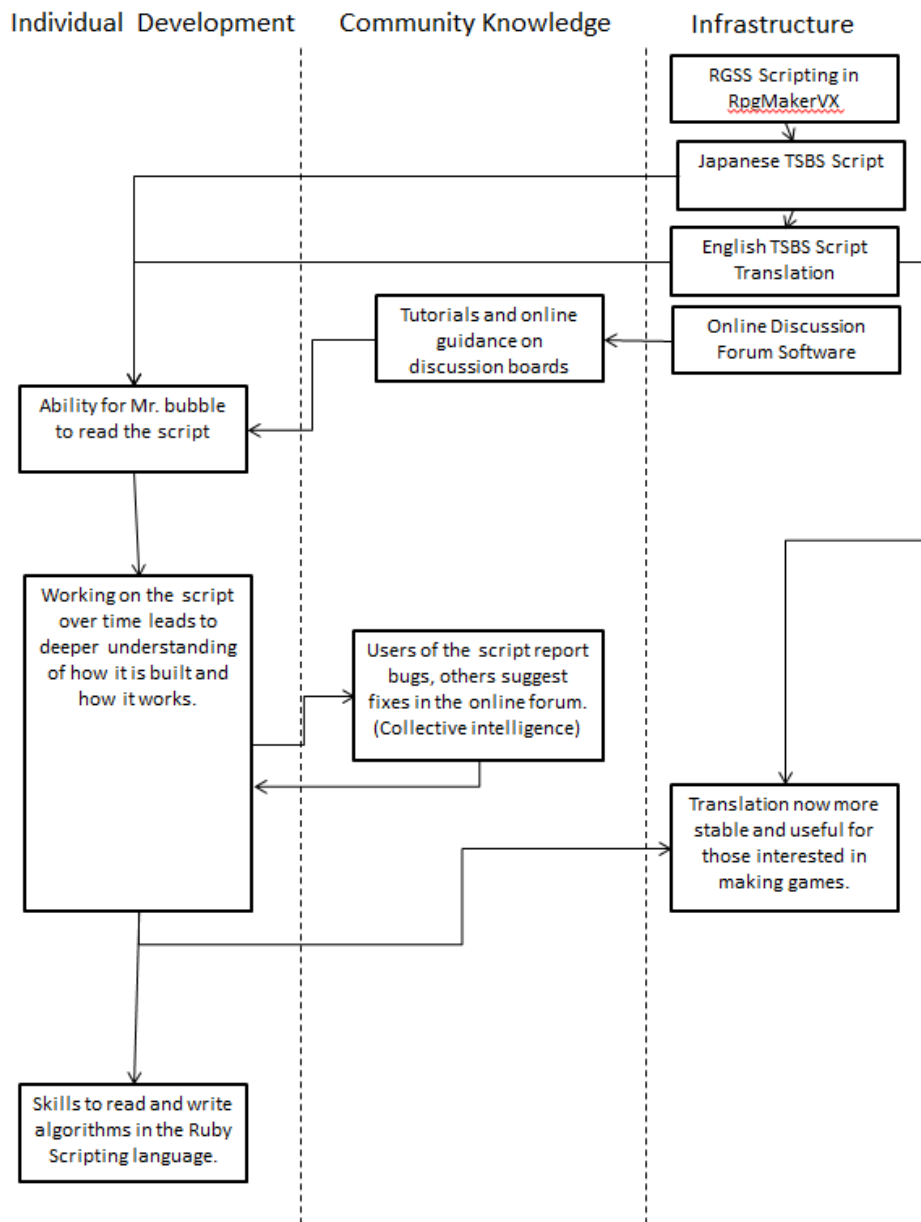 Individual  Development
Community Knowledge
Infrastructure
RGSS Scripting in
RpgMakerVX
Japanese TSBS Script
English TSBS Script
Translation
Tutorials and online
guidance on
discussion boards
Online Discussion
Forum Software
Ability for Mr. bubble
to read the script
Working on the script
over time leads to
deeper understanding
of how it is built and
how it works.
Users of the script report
bugs, others suggest
fixes in the online forum.
(Collective intelligence)
Translation now more
stable and useful for
those interested in
making games.
Skills to read and write
algorithms in the Ruby
Scripting language.